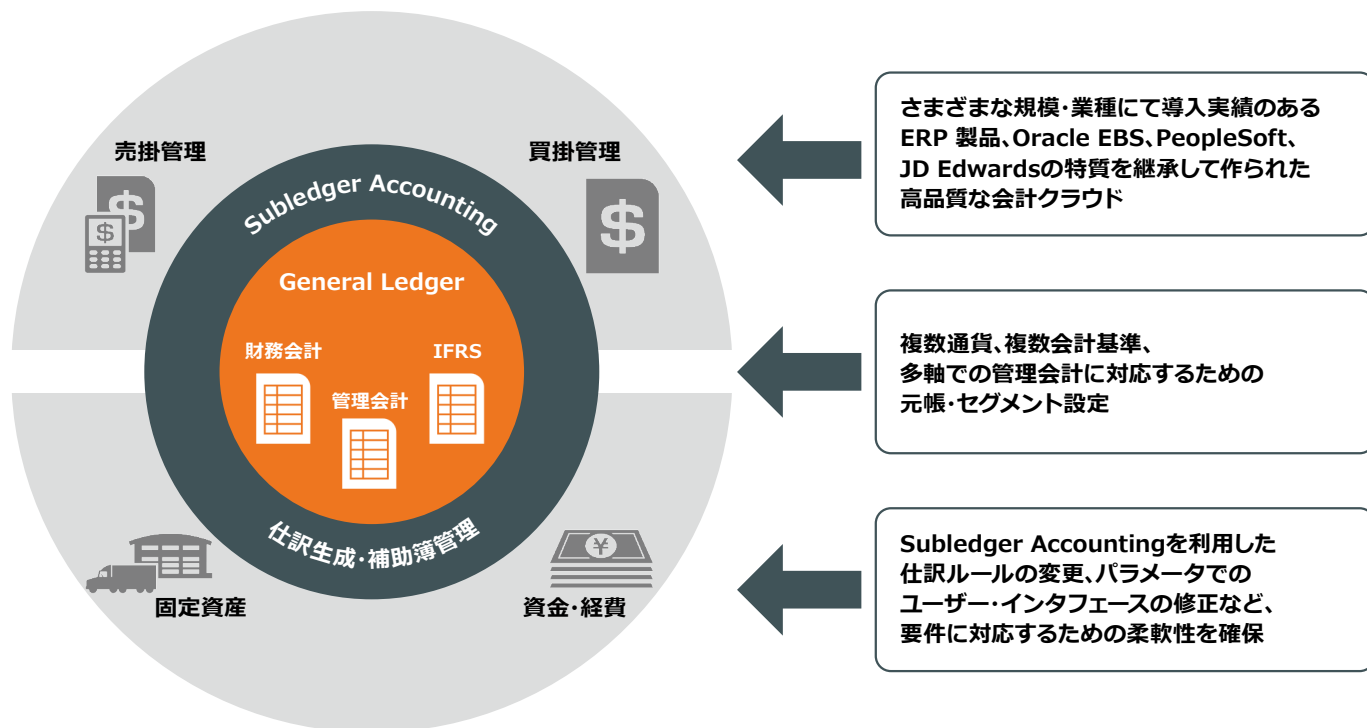 売掛管理
買掛管理
Subledger Accounting
$
$
$
General Ledger
財務会計
IFRS
管理会計
仕訳生成・補助簿管理
¥
固定資産
資金・経費
さまざまな規模・業種にて導入実績のある
ERP 製品、Oracle EBS、PeopleSoft、
JD Edwardsの特質を継承して作られた
高品質な会計クラウド
複数通貨、複数会計基準、
多軸での管理会計に対応するための
元帳・セグメント設定
Subledger Accountingを利用した
仕訳ルールの変更、パラメータでの
ユーザー・インタフェースの修正など、
要件に対応するための柔軟性を確保